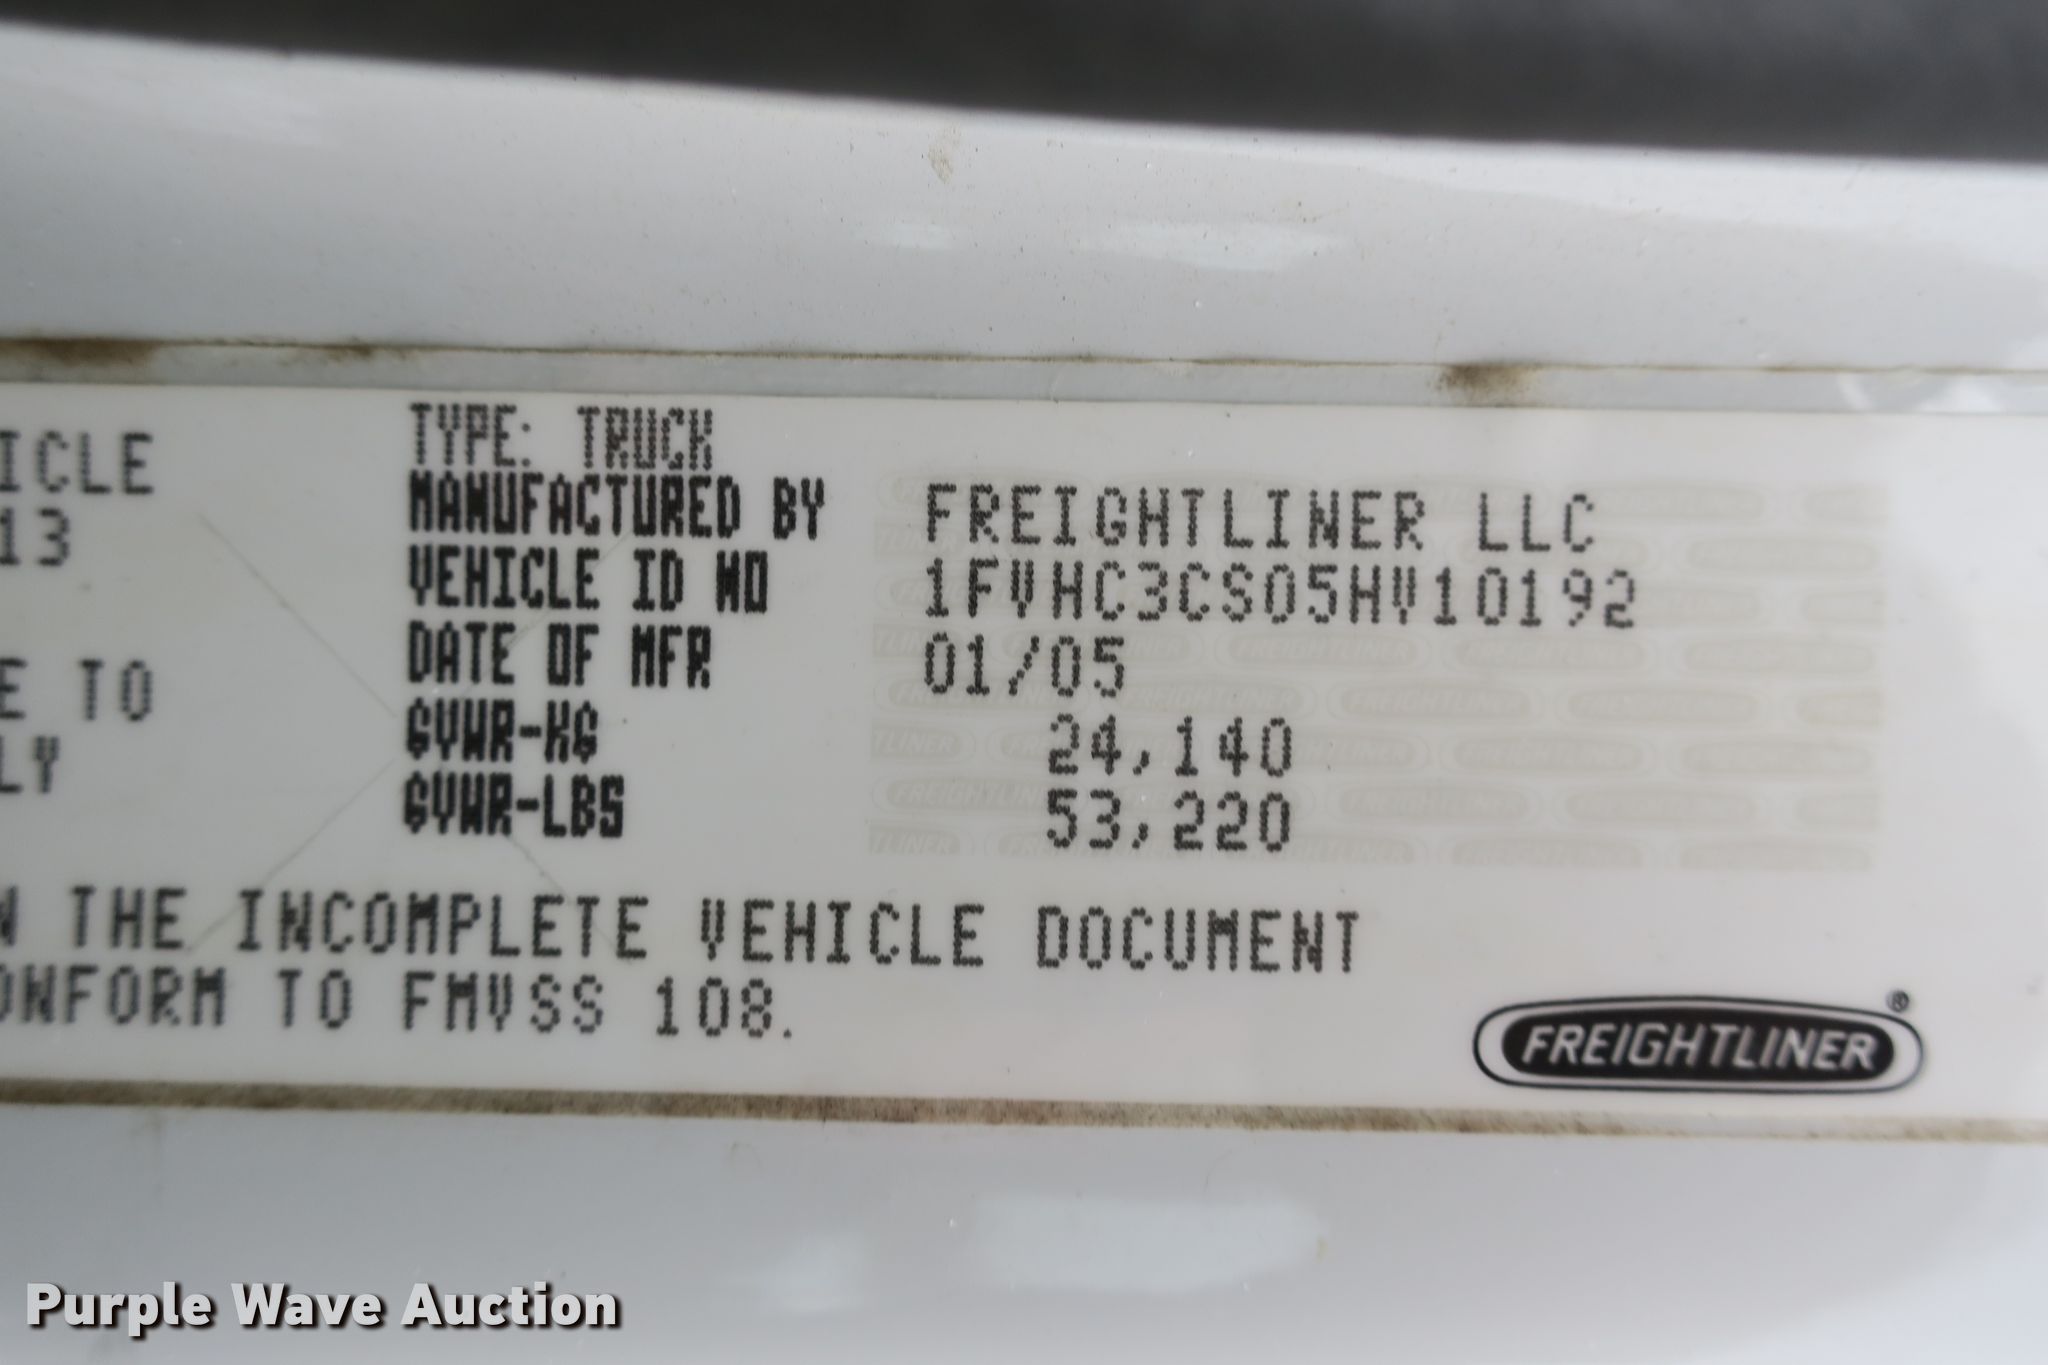 ICLE
13
E TO
LY
TYPE: TRUCK
MANUFACTURED BY FREIGHTLINER LLC
VEHICLE ID NO 1FVHC3CS05HV10192
DATE OF MFR 01/05
GVWR-KG 24,140
GVWR-LBS 53,220
N THE INCOMPLETE VEHICLE DOCUMENT
ONFORM TO FMVSS 108.
FREIGHTLINER®
Purple Wave Auction